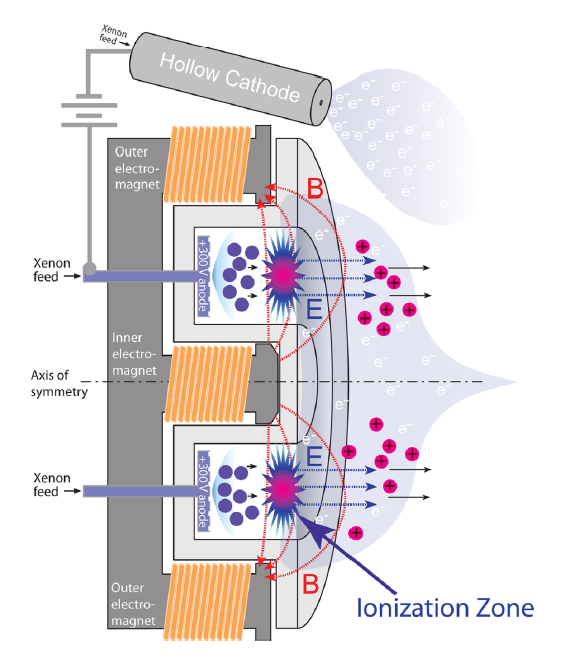 Xenon
feed
Hollow Cathode
e⁻ e⁻
e⁻ e⁻ e⁻ e⁻
e⁻ e⁻ e⁻
e⁻ e⁻ e⁻
e⁻ e⁻ e⁻
Outer
electro-
magnet
B
e⁻
e⁻
+300 V anode
Xenon
feed
E
e⁻
e⁻
Inner
electro-
magnet
Axis of
symmetry
e⁻
e⁻
e⁻
e⁻
e⁻
E
+300 V anode
Xenon
feed
e⁻
e⁻
B
Outer
electro-
magnet
Ionization Zone